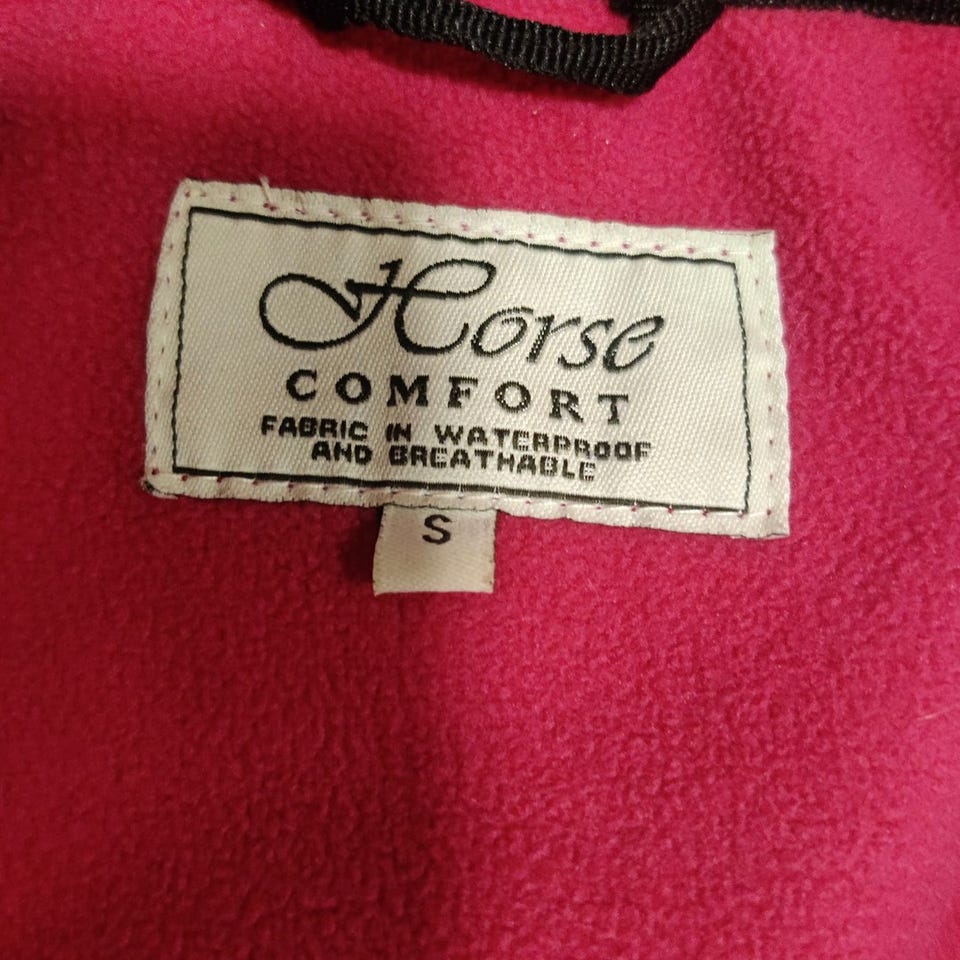 Horse
COMFORT
FABRIC IN WATERPROOF
AND BREATHABLE
S